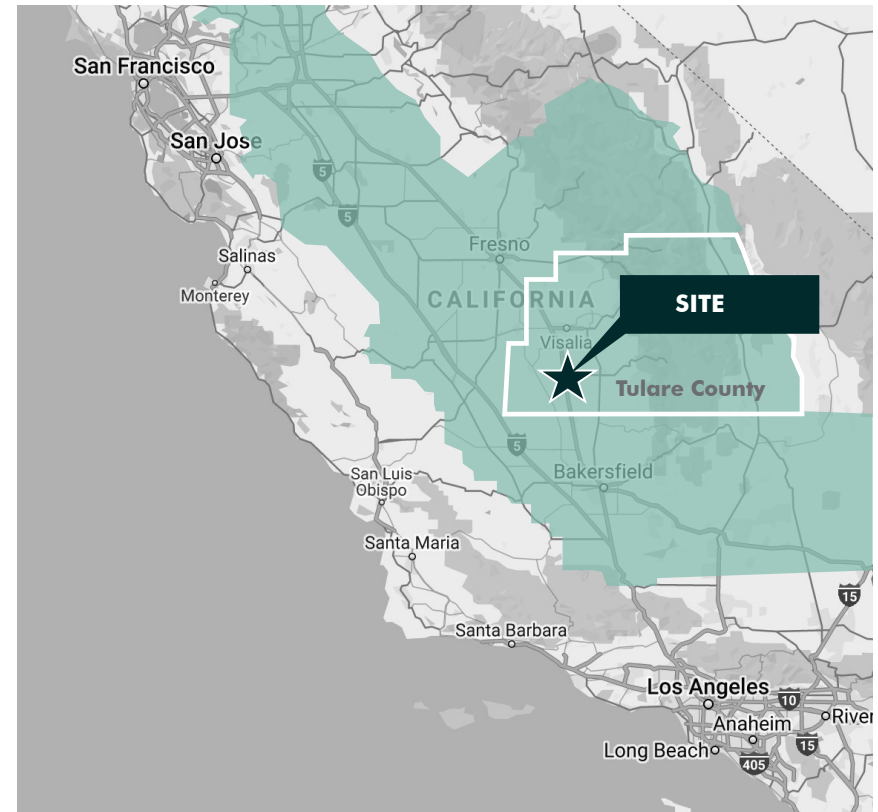 San Francisco
San Jose
5
5
Salinas
Fresno
Monterey
CALIFORNIA
SITE
Visalia
Tulare County
5
San Luis
Obispo
Bakersfield
Santa Maria
15
Santa Barbara
Los Angeles
10
Anaheim
River
Long Beach
15
405